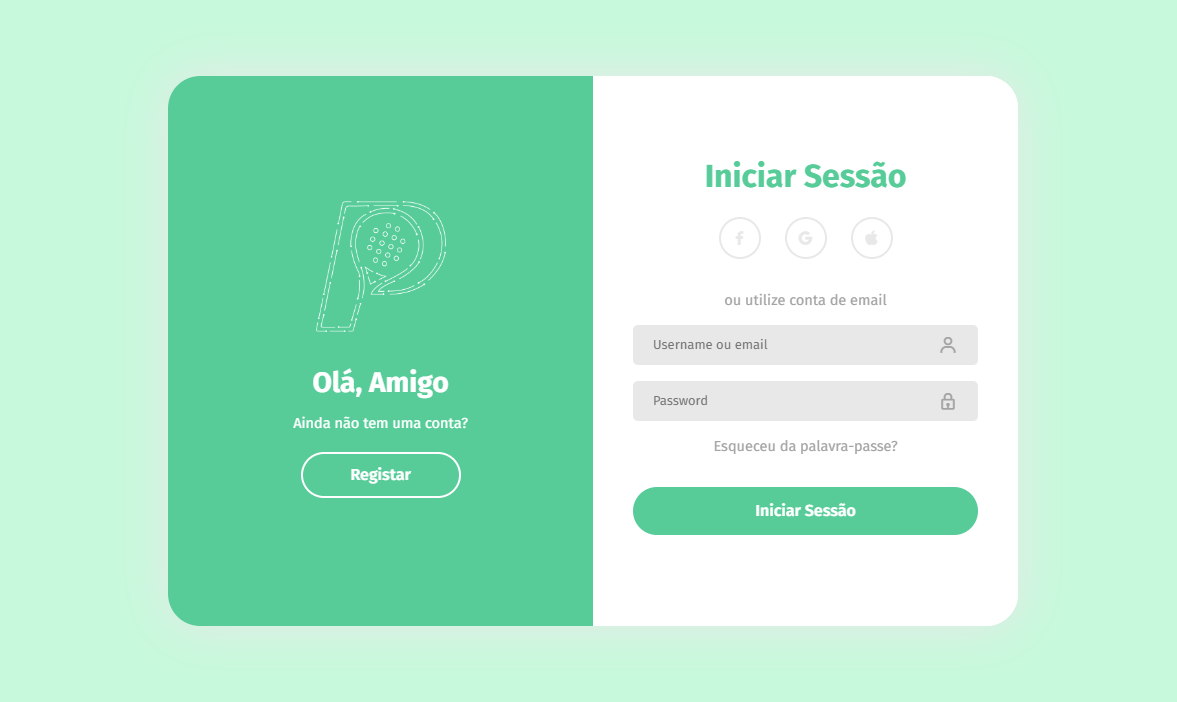 Olá, Amigo
Ainda não tem uma conta?
Registar
Iniciar Sessão
ou utilize conta de email
Username ou email
Password
Esqueceu da palavra-passe?
Iniciar Sessão